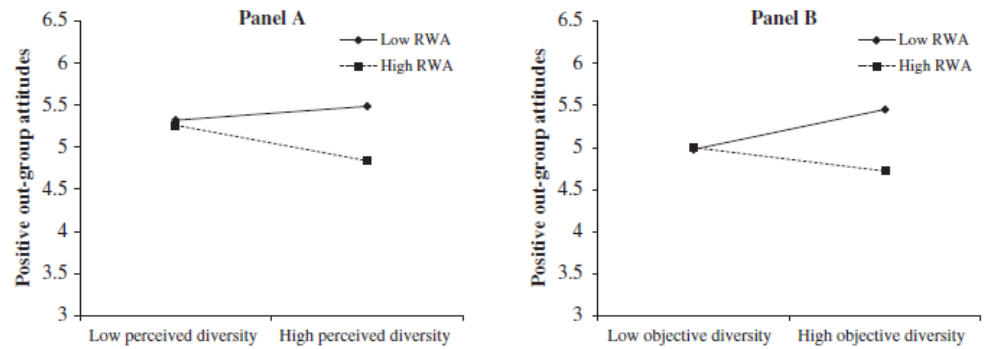 Panel A
Low RWA
High RWA
Positive out-group attitudes
6.5
6
5.5
5
4.5
4
3.5
3
Low perceived diversity High perceived diversity
Panel B
Low RWA
High RWA
Positive out-group attitudes
6.5
6
5.5
5
4.5
4
3.5
3
Low objective diversity High objective diversity